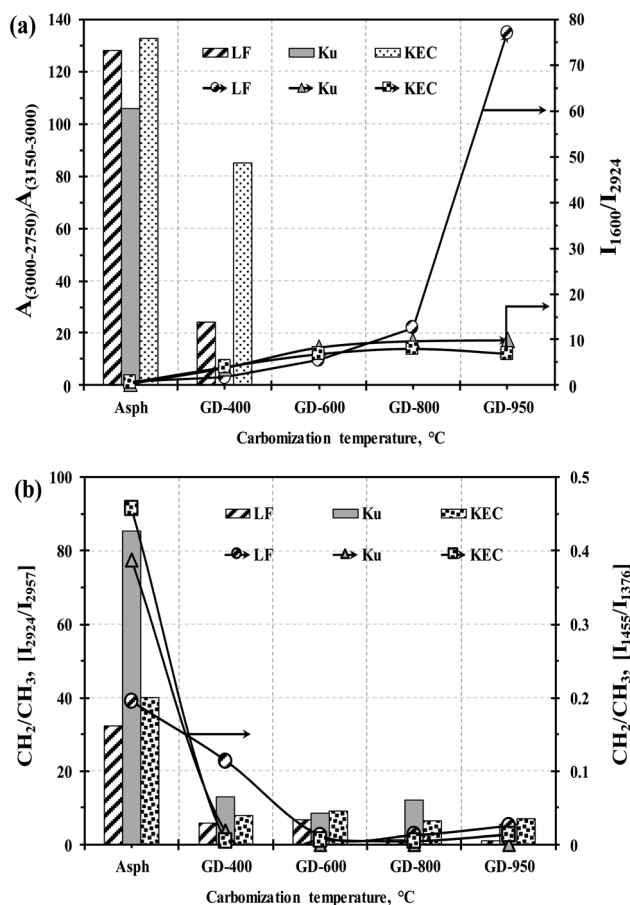 (a)
140
120
100
80
60
40
20
0
A(3000-2750)/A(3150-3000)
LF
Ku
KEC
LF
Ku
KEC
80
70
60
50
40
30
20
10
0
I1600/I2924
Asph
GD-400
GD-600
GD-800
GD-950
Carbomization temperature, °C
(b)
100
80
60
40
20
0
CH2/CH3, [I2924/I2957]
LF
Ku
KEC
LF
Ku
KEC
0.5
0.4
0.3
0.2
0.1
0
CH2/CH3, [I1455/I1376]
Asph
GD-400
GD-600
GD-800
GD-950
Carbomization temperature, °C